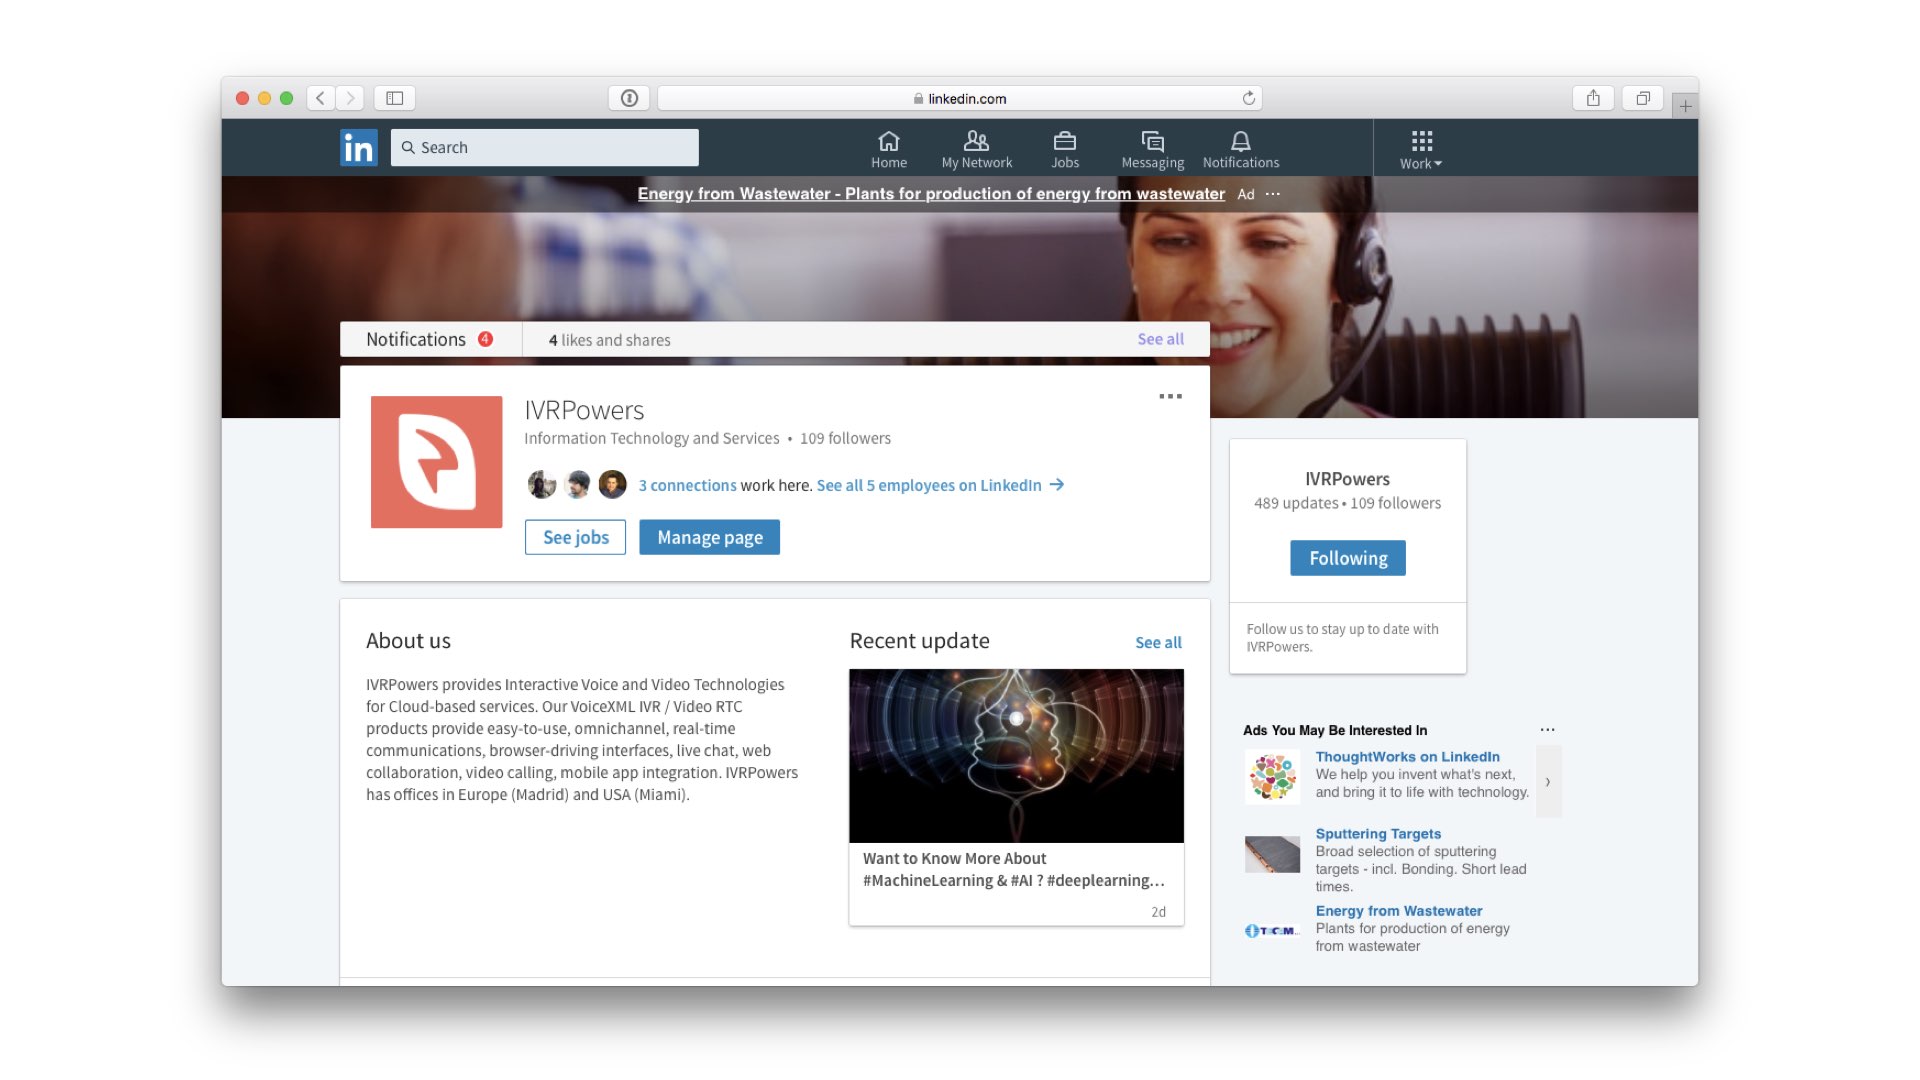 linkedin.com
in
Search
Home
My Network
Jobs
Messaging
Notifications
Work
Energy from Wastewater - Plants for production of energy from wastewater Ad ···
Notifications 4
4 likes and shares
See all
IVRPowers
Information Technology and Services • 109 followers
3 connections work here. See all 5 employees on LinkedIn →
See jobs
Manage page
About us
IVRPowers provides Interactive Voice and Video Technologies
for Cloud-based services. Our VoiceXML IVR / Video RTC
products provide easy-to-use, omnichannel, real-time
communications, browser-driving interfaces, live chat, web
collaboration, video calling, mobile app integration. IVRPowers
has offices in Europe (Madrid) and USA (Miami).
Recent update
See all
Want to Know More About
#MachineLearning & #AI ? #deeplearning...
2d
IVRPowers
489 updates • 109 followers
Following
Follow us to stay up to date with
IVRPowers.
Ads You May Be Interested In
ThoughtWorks on LinkedIn
We help you invent what's next,
and bring it to life with technology.
Sputtering Targets
Broad selection of sputtering
targets - incl. Bonding. Short lead
times.
Energy from Wastewater
Plants for production of energy
from wastewater